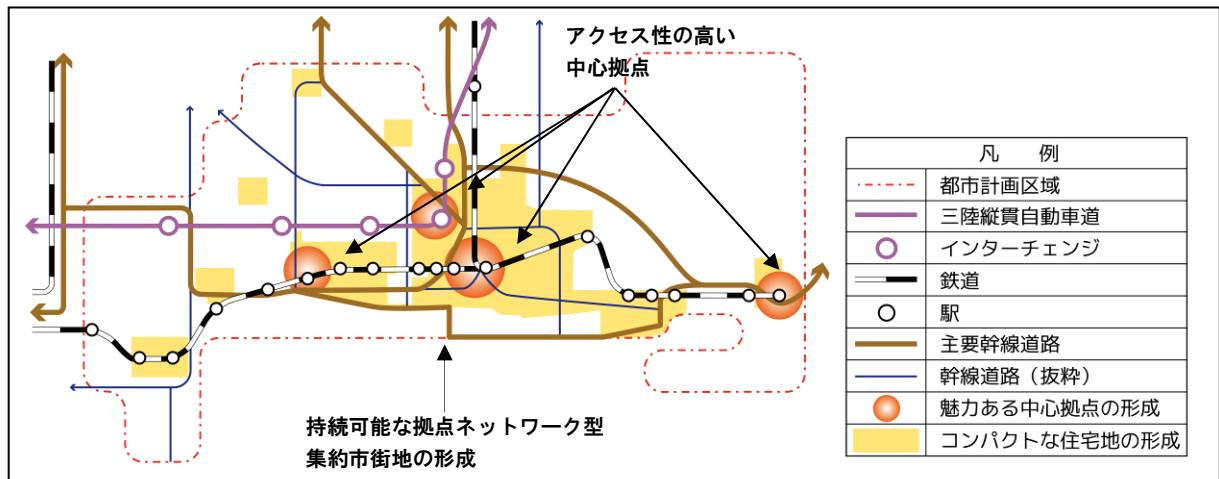 アクセス性の高い
中心拠点
持続可能な拠点ネットワーク型
集約市街地の形成
凡 例
都市計画区域
三陸縦貫自動車道
インターチェンジ
鉄道
駅
主要幹線道路
幹線道路（抜粋）
魅力ある中心拠点の形成
コンパクトな住宅地の形成